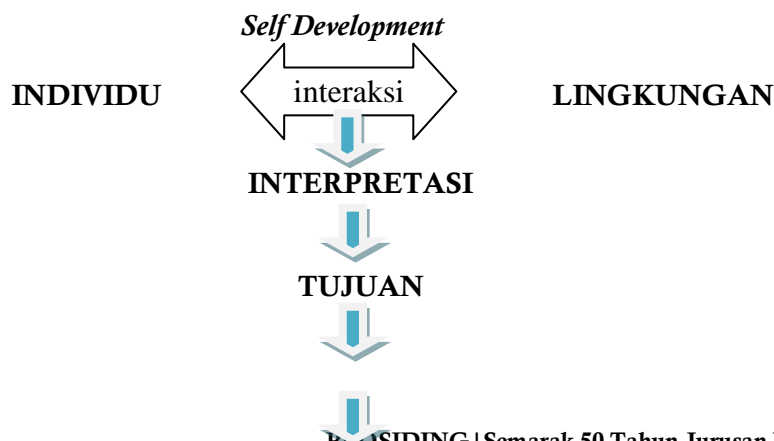 Self Development
INDIVIDU interaksi LINGKUNGAN
INTERPRETASI
TUJUAN
SIDING | Semarak 50 Tahun Jurusan